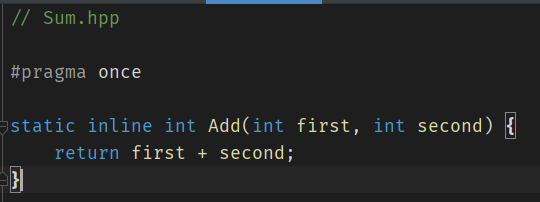 // Sum.hpp
#pragma once
static inline int Add(int first, int second) {
    return first + second;
}